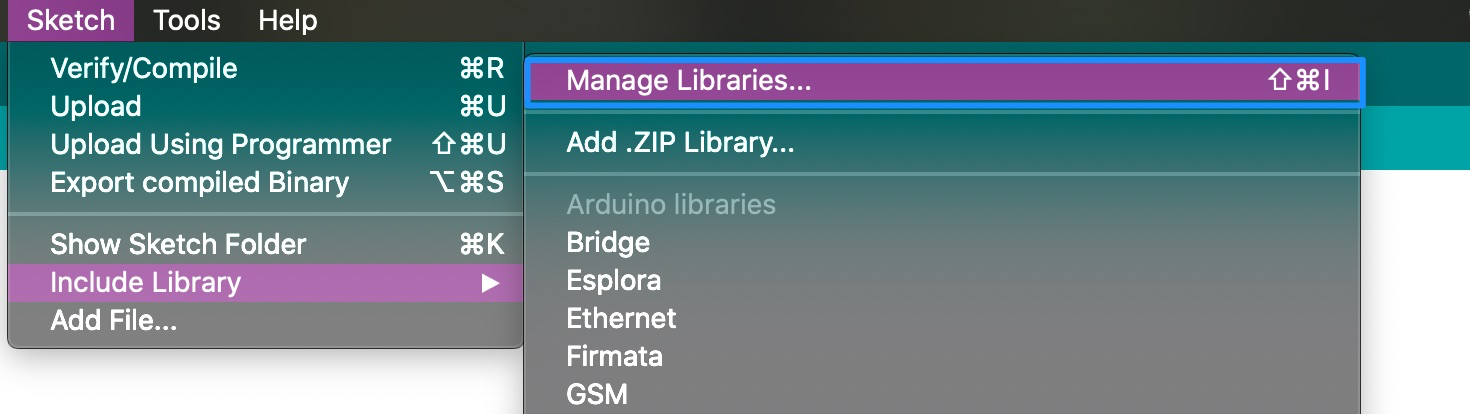 Sketch Tools Help
Verify/Compile ⌘R
Upload ⌘U
Upload Using Programmer ⇧⌘U
Export compiled Binary ⌥⌘S
Show Sketch Folder ⌘K
Include Library ▶
Add File...
Manage Libraries... ⇧⌘I
Add .ZIP Library...
Arduino libraries
Bridge
Esplora
Ethernet
Firmata
GSM